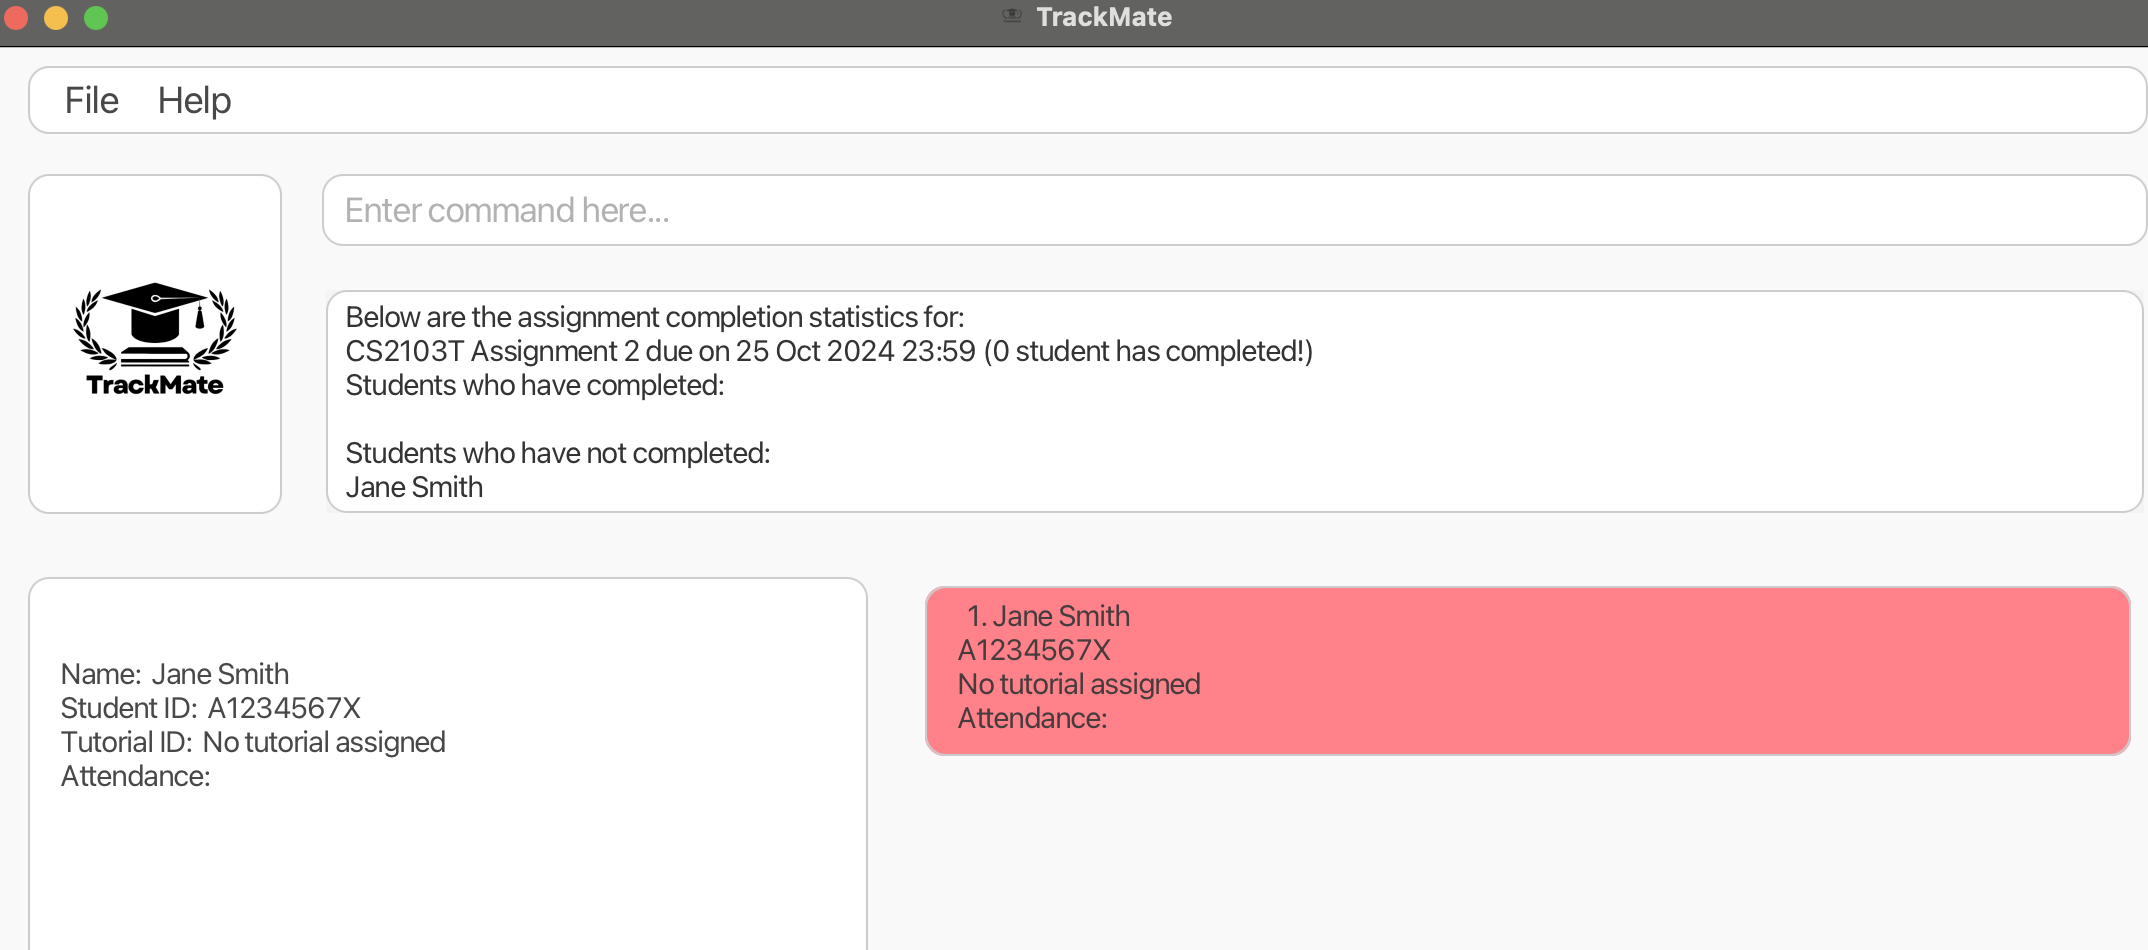 TrackMate
File Help
Enter command here...
TrackMate
Below are the assignment completion statistics for:
CS2103T Assignment 2 due on 25 Oct 2024 23:59 (0 student has completed!)
Students who have completed:
Students who have not completed:
Jane Smith
Name: Jane Smith
Student ID: A1234567X
Tutorial ID: No tutorial assigned
Attendance:
1. Jane Smith
A1234567X
No tutorial assigned
Attendance: